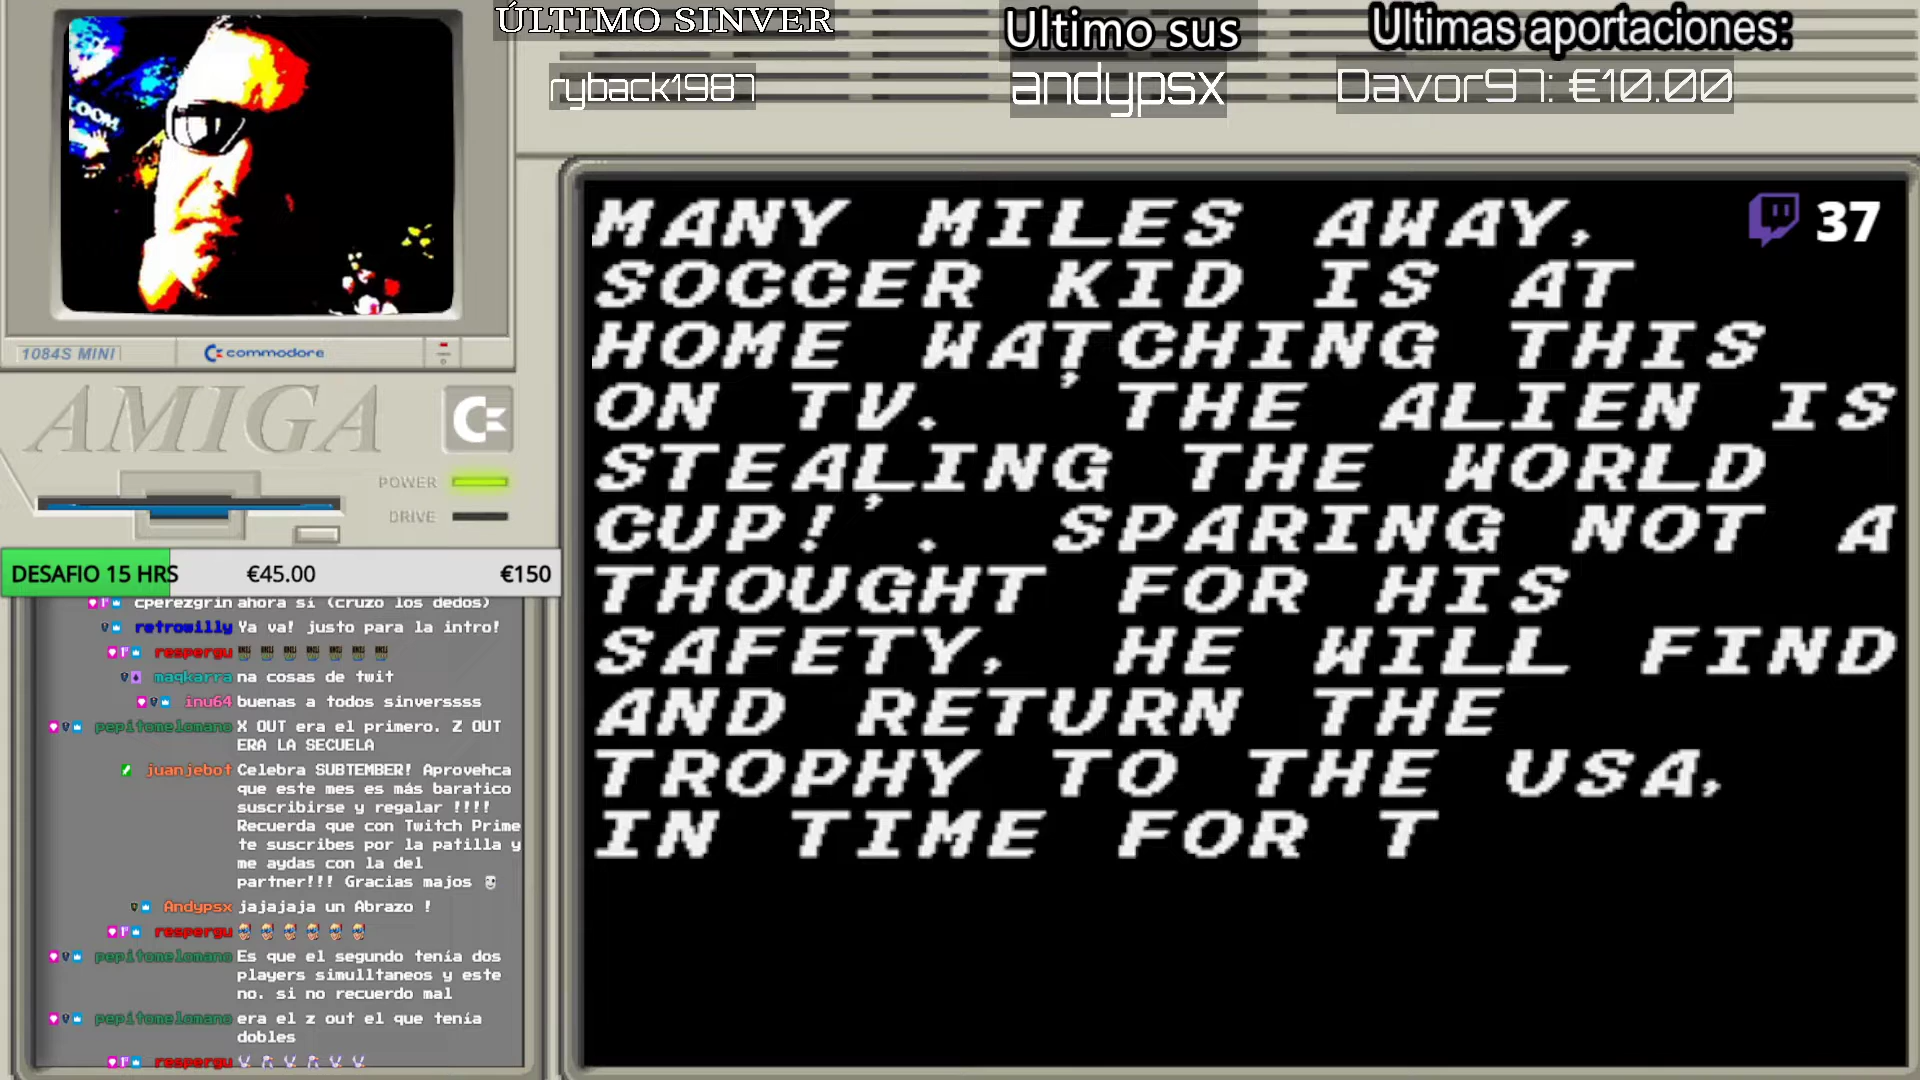 ÚLTIMO SINVER
ryback1987
Ultimo sus
andypsx
Ultimas aportaciones:
Davor97: €10.00
LOOM
1084S MINI
commodore
AMIGA
POWER
DRIVE
DESAFIO 15 HRS €45.00 €150
cperezgrin ahora si (cruzo los dedos)
retrowilly Ya va! justo para la intro!
respergu
maqkarra na cosas de twit
inu64 buenas a todos sinverssss
pepitomelomano X OUT era el primero. Z OUT
ERA LA SECUELA
juanjebot Celebra SUBTEMBER! Aprovehca
que este mes es más baratico
suscribirse y regalar !!!!
Recuerda que con Twitch Prime
te suscribes por la patilla y
me aydas con la del
partner!!! Gracias majos
Andypsx jajajaja un Abrazo !
respergu
pepitomelomano Es que el segundo tenía dos
players simulltaneos y este
no. si no recuerdo mal
pepitomelomano era el z out el que tenía
dobles
respergu
37
MANY MILES AWAY,
SOCCER KID IS AT
HOME WATCHING THIS
ON TV. 'THE ALIEN IS
STEALING THE WORLD
CUP!'. SPARING NOT A
THOUGHT FOR HIS
SAFETY, HE WILL FIND
AND RETURN THE
TROPHY TO THE USA,
IN TIME FOR T